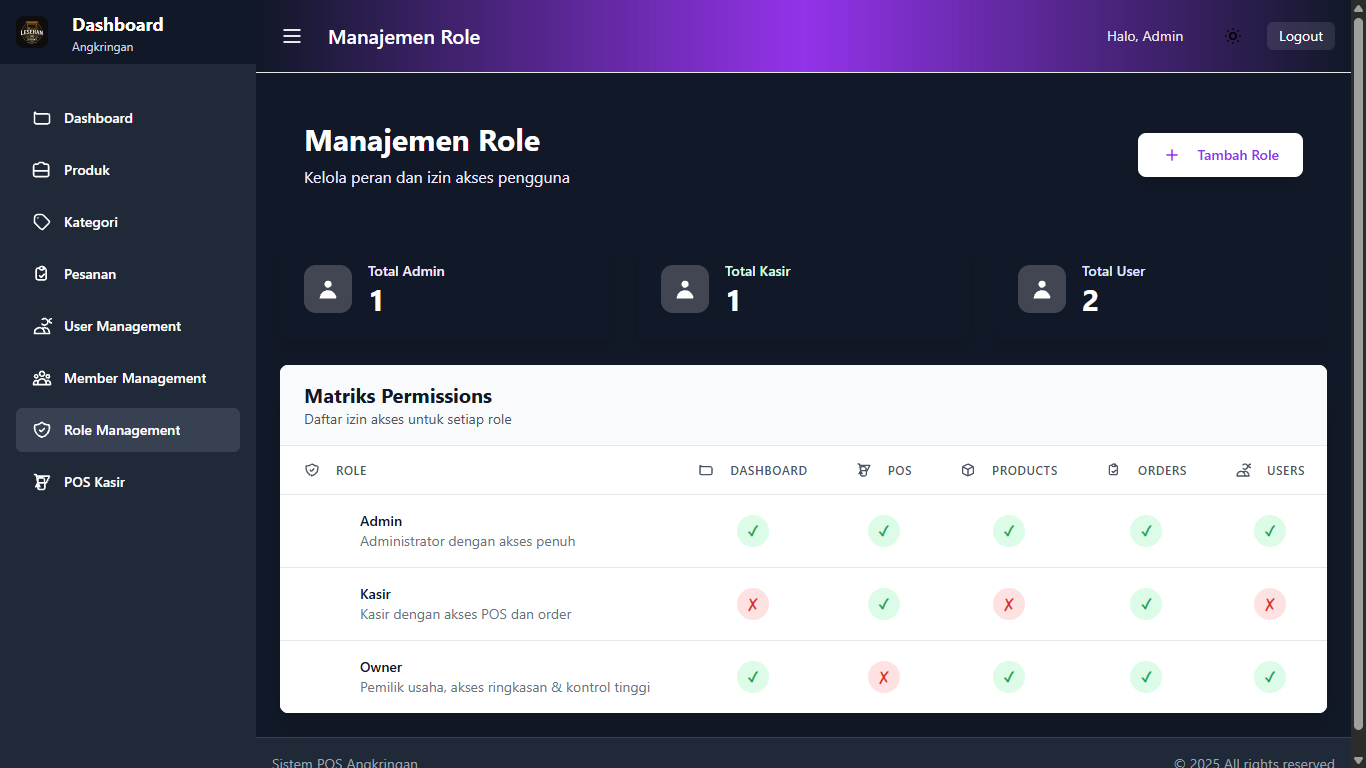 LESEHAN
Dashboard
Angkringan
Manajemen Role
Halo, Admin
Logout
Dashboard
Produk
Kategori
Pesanan
User Management
Member Management
Role Management
POS Kasir
Manajemen Role
Kelola peran dan izin akses pengguna
Tambah Role
Total Admin
1
Total Kasir
1
Total User
2
Matriks Permissions
Daftar izin akses untuk setiap role
ROLE DASHBOARD POS PRODUCTS ORDERS USERS
Admin
Administrator dengan akses penuh
✓ ✓ ✓ ✓ ✓
Kasir
Kasir dengan akses POS dan order
✗ ✓ ✗ ✓ ✗
Owner
Pemilik usaha, akses ringkasan & kontrol tinggi
✓ ✗ ✓ ✓ ✓
Sistem POS Angkringan
© 2025 All rights reserved